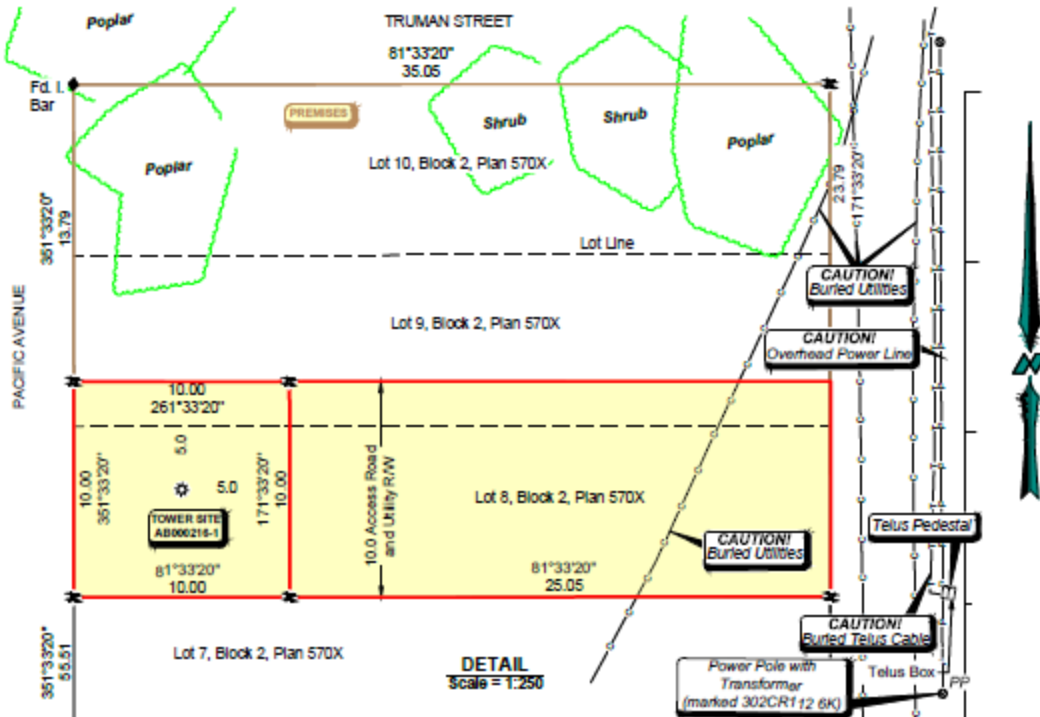 Poplar
TRUMAN STREET
81°33'20"
35.05
Fd. I.
Bar
PREMISES
Shrub
Shrub
Poplar
Poplar
Lot 10, Block 2, Plan 570X
23.79
171°33'20"
351°33'20"
13.79
Lot Line
CAUTION!
Buried Utilities
PACIFIC AVENUE
Lot 9, Block 2, Plan 570X
CAUTION!
Overhead Power Line
10.00
261°33'20"
5.0
5.0
10.00
351°33'20"
171°33'20"
10.00
10.0 Access Road
and Utility R/W
Lot 8, Block 2, Plan 570X
TOWER SITE
AB000216-1
CAUTION!
Buried Utilities
Telus Pedestal
81°33'20"
10.00
81°33'20"
25.05
CAUTION!
Buried Telus Cable
351°33'20"
55.51
Lot 7, Block 2, Plan 570X
DETAIL
Scale = 1:250
Power Pole with
Transformer
(marked 302CR112 6K)
Telus Box
PP
N